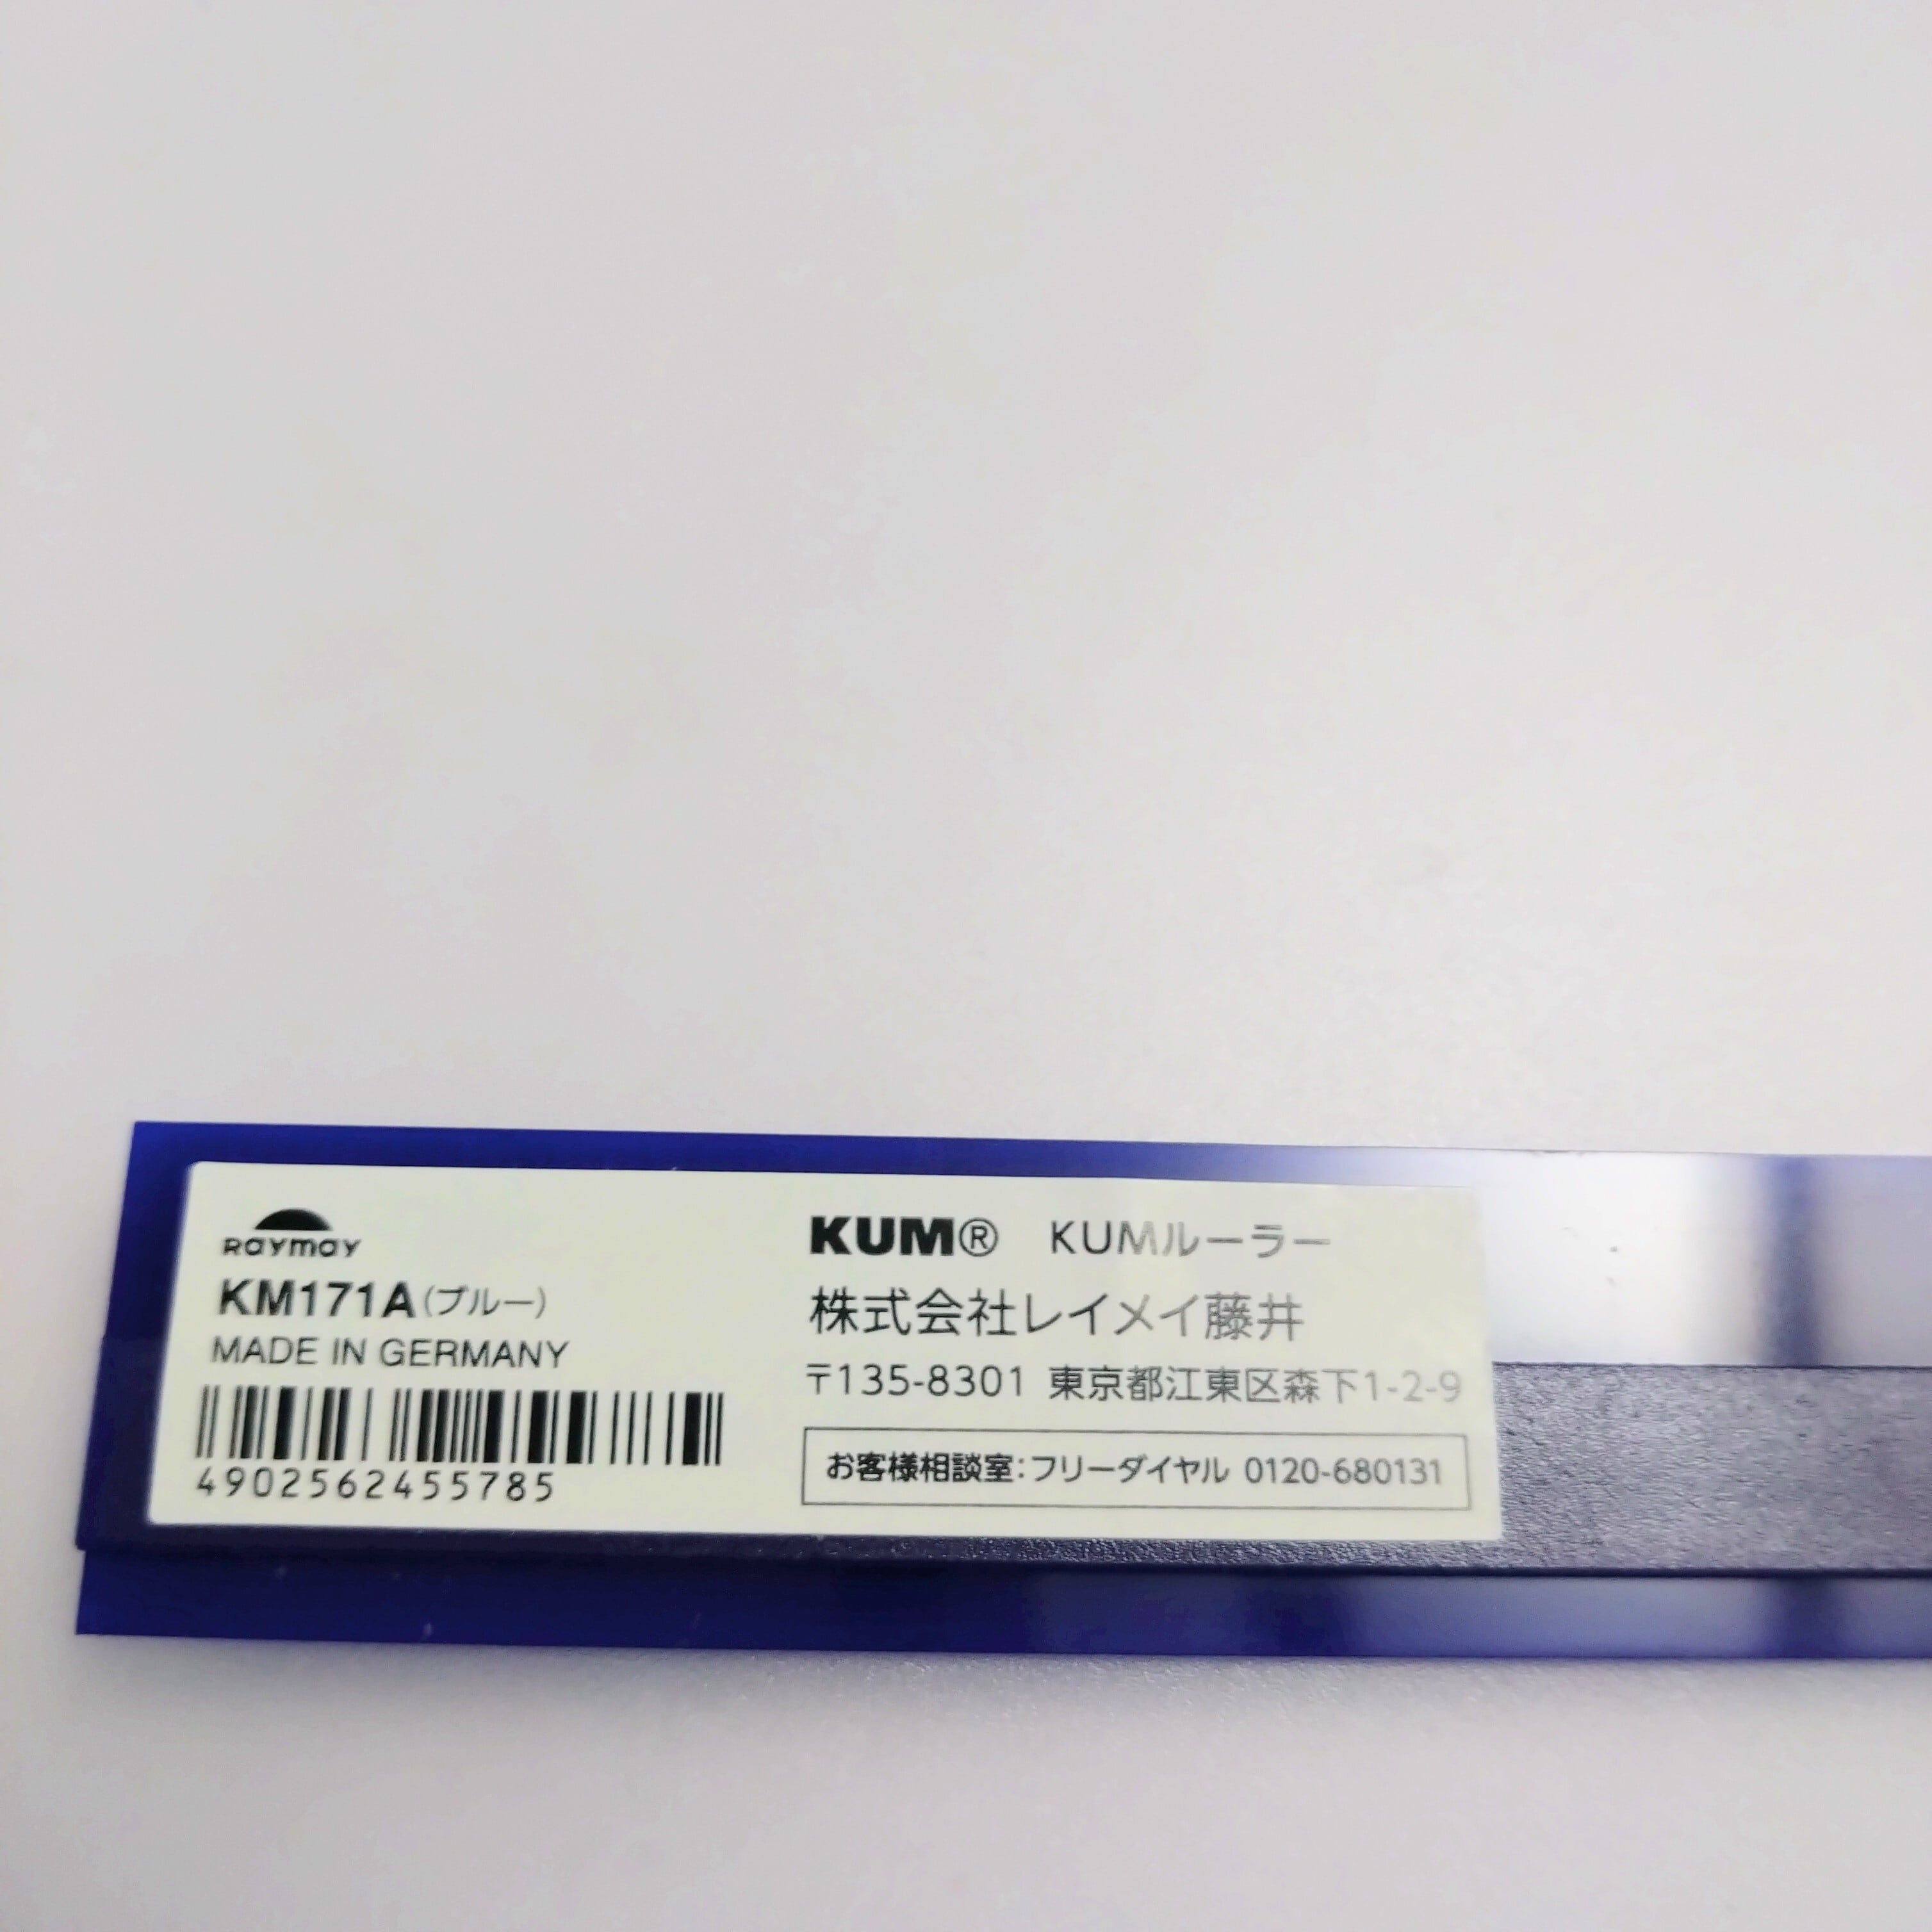 Raymay
KM171A(ブルー)
MADE IN GERMANY
4902562455785
KUM® KUMルーラー
株式会社レイメイ藤井
〒135-8301 東京都江東区森下1-2-9
お客様相談室:フリーダイヤル 0120-680131